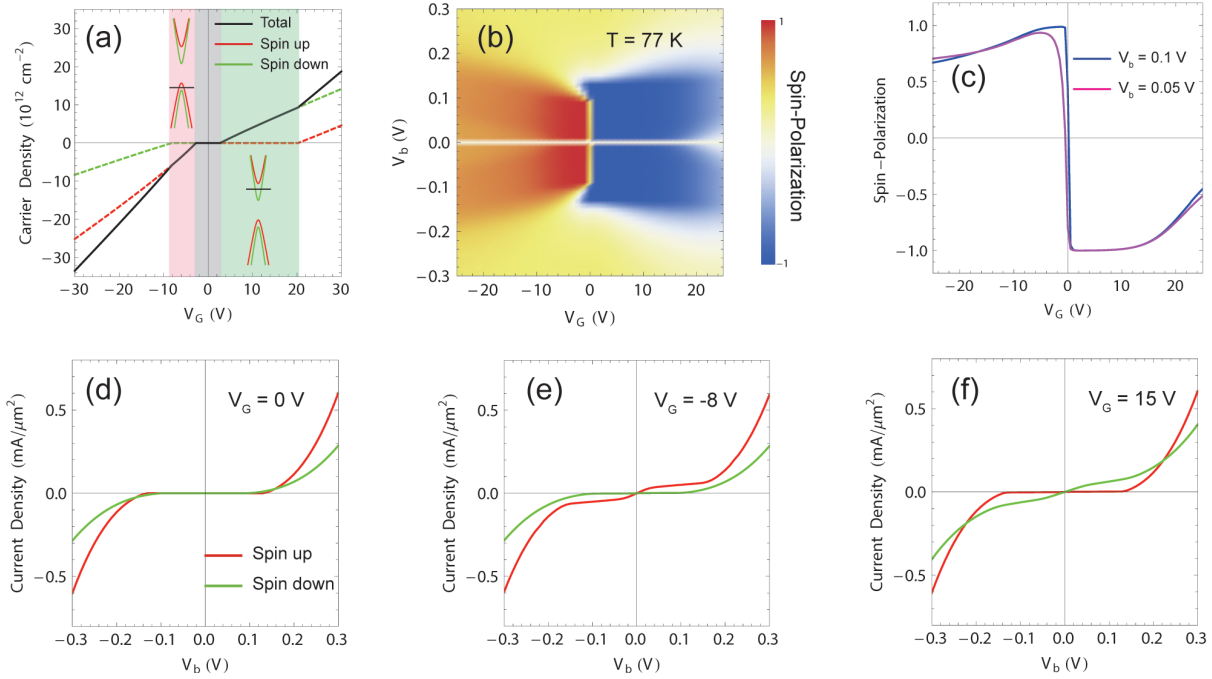 (a)
Total
Spin up
Spin down
Carrier Density (10¹² cm⁻²)
30
20
10
0
−10
−20
−30
−30 −20 −10 0 10 20 30
V_G (V)
(b)
T = 77 K
V_b (V)
0.3
0.2
0.1
0.0
−0.1
−0.2
−0.3
−20 −10 0 10 20
V_G (V)
1
Spin-Polarization
−1
(c)
V_b = 0.1 V
V_b = 0.05 V
Spin−Polarization
1.0
0.5
0.0
−0.5
−1.0
−20 −10 0 10 20
V_G (V)
(d)
V_G = 0 V
Current Density (mA/μm²)
0.5
0.0
−0.5
Spin up
Spin down
−0.3 −0.2 −0.1 0.0 0.1 0.2 0.3
V_b (V)
(e)
V_G = -8 V
Current Density (mA/μm²)
0.5
0.0
−0.5
−0.3 −0.2 −0.1 0.0 0.1 0.2 0.3
V_b (V)
(f)
V_G = 15 V
Current Density (mA/μm²)
0.5
0.0
−0.5
−0.3 −0.2 −0.1 0.0 0.1 0.2 0.3
V_b (V)